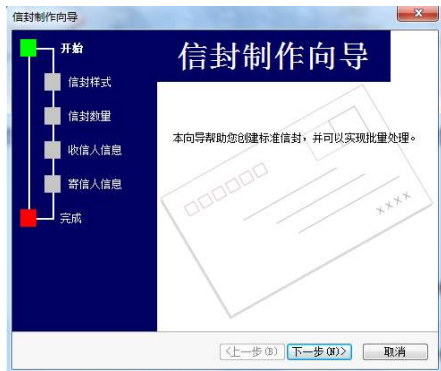 信封制作向导
开始
信封样式
信封数量
收信人信息
寄信人信息
完成
信封制作向导
本向导帮助您创建标准信封，并可以实现批量处理。
XXXX
<上一步(B)
下一步(N)>
取消